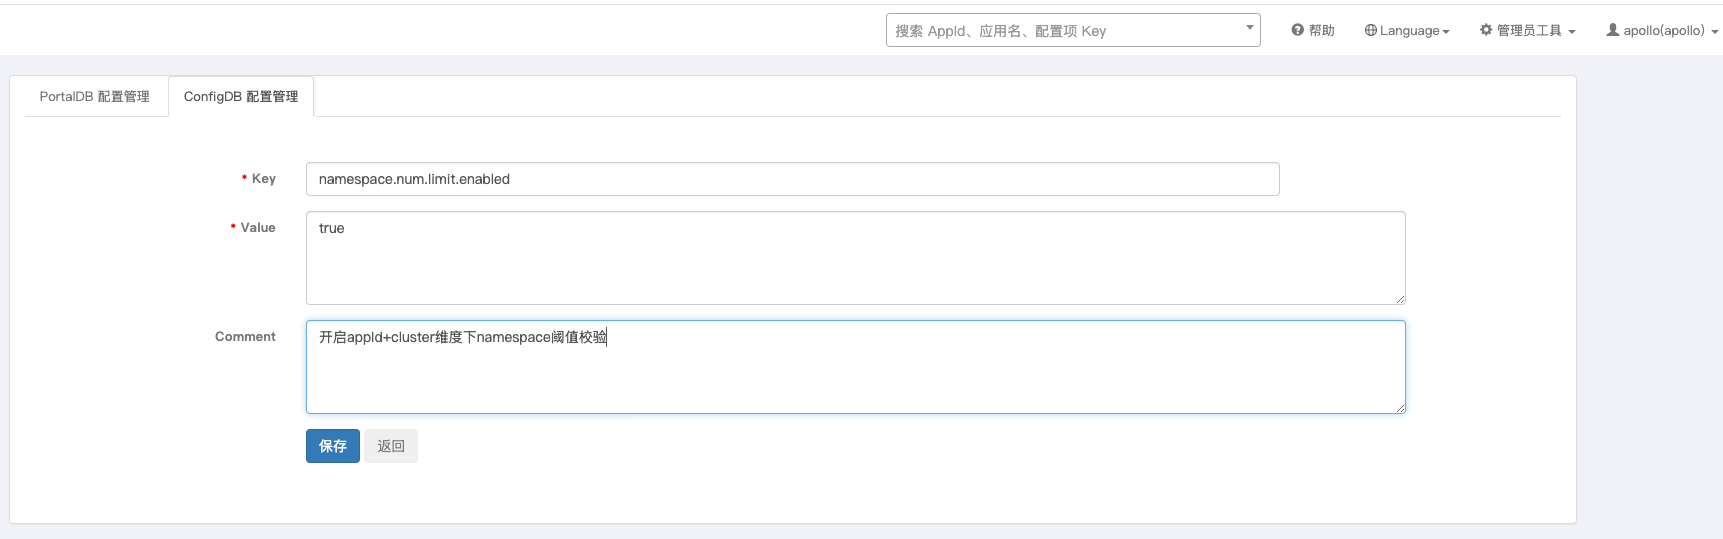 搜索 AppId、应用名、配置项 Key
帮助
Language
管理员工具
apollo(apollo)
PortalDB 配置管理
ConfigDB 配置管理
* Key
namespace.num.limit.enabled
* Value
true
Comment
开启appId+cluster维度下namespace阈值校验
保存
返回